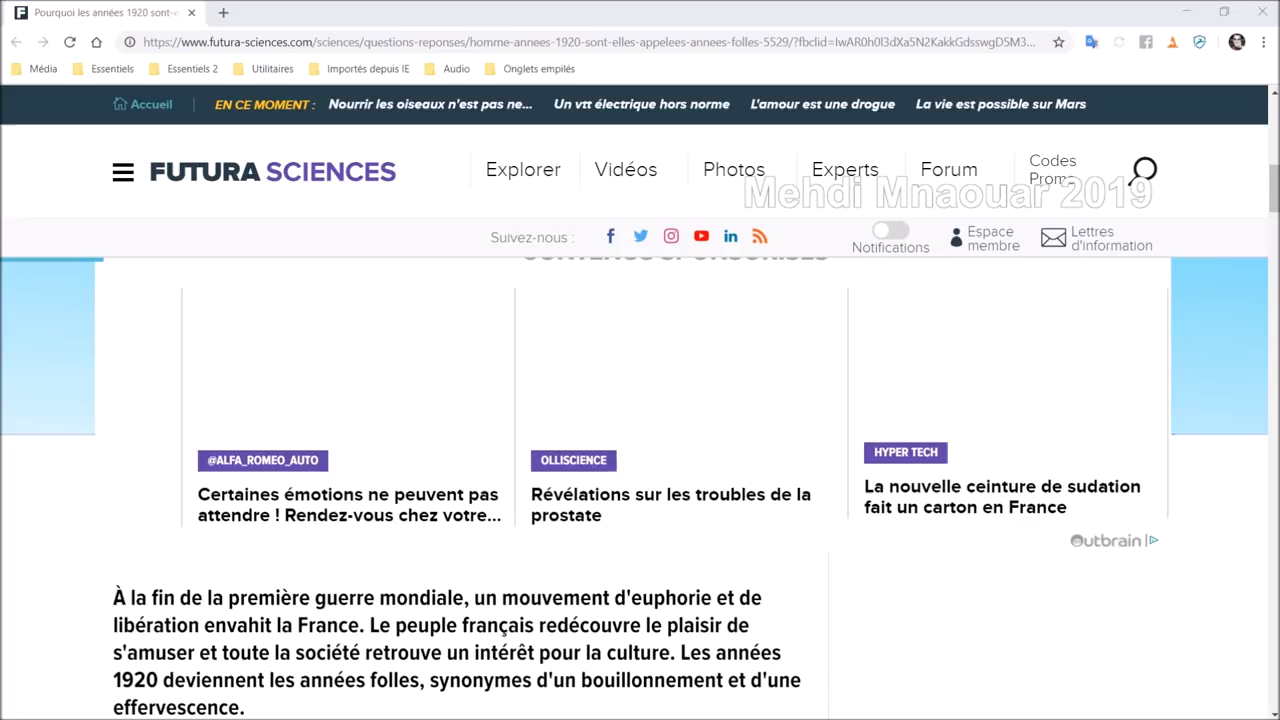 Pourquoi les années 1920 sont-e
https://www.futura-sciences.com/sciences/questions-reponses/homme-annees-1920-sont-elles-appelees-annees-folles-5529/?fbclid=IwAR0h0I3dXa5N2KakkGdsswgD5M3...
Média Essentiels Essentiels 2 Utilitaires Importés depuis IE Audio Onglets empilés
Accueil EN CE MOMENT : Nourrir les oiseaux n'est pas ne... Un vtt électrique hors norme L'amour est une drogue La vie est possible sur Mars
FUTURA SCIENCES Explorer Vidéos Photos Experts Forum Codes Promo
Mehdi Mnaouar 2019
Suivez-nous : Notifications Espace membre Lettres d'information
CONTENUS SPONSORISÉS
@ALFA_ROMEO_AUTO OLLISCIENCE HYPER TECH
Certaines émotions ne peuvent pas
attendre ! Rendez-vous chez votre...
Révélations sur les troubles de la
prostate
La nouvelle ceinture de sudation
fait un carton en France
Outbrain
À la fin de la première guerre mondiale, un mouvement d'euphorie et de
libération envahit la France. Le peuple français redécouvre le plaisir de
s'amuser et toute la société retrouve un intérêt pour la culture. Les années
1920 deviennent les années folles, synonymes d'un bouillonnement et d'une
effervescence.